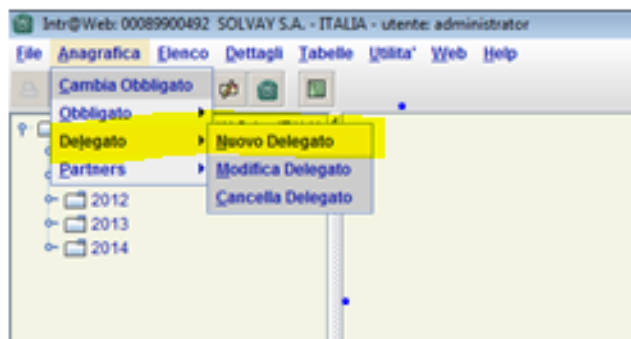 Intr@Web: 00089900492 SOLVAY S.A. - ITALIA - utente: administrator
File Anagrafica Elenco Dettagli Tabelle Utilita' Web Help
Cambia Obbligato
Obbligato
Delegato
Nuovo Delegato
Partners
Modifica Delegato
Cancella Delegato
2012
2013
2014